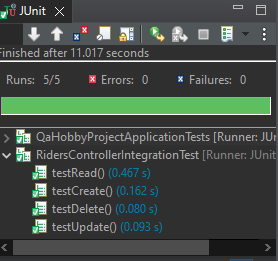 JUnit
Finished after 11.017 seconds
Runs: 5/5 Errors: 0 Failures: 0
QaHobbyProjectApplicationTests [Runner: JUn
RidersControllerIntegrationTest [Runner: JUnit
testRead() (0.467 s)
testCreate() (0.162 s)
testDelete() (0.080 s)
testUpdate() (0.093 s)